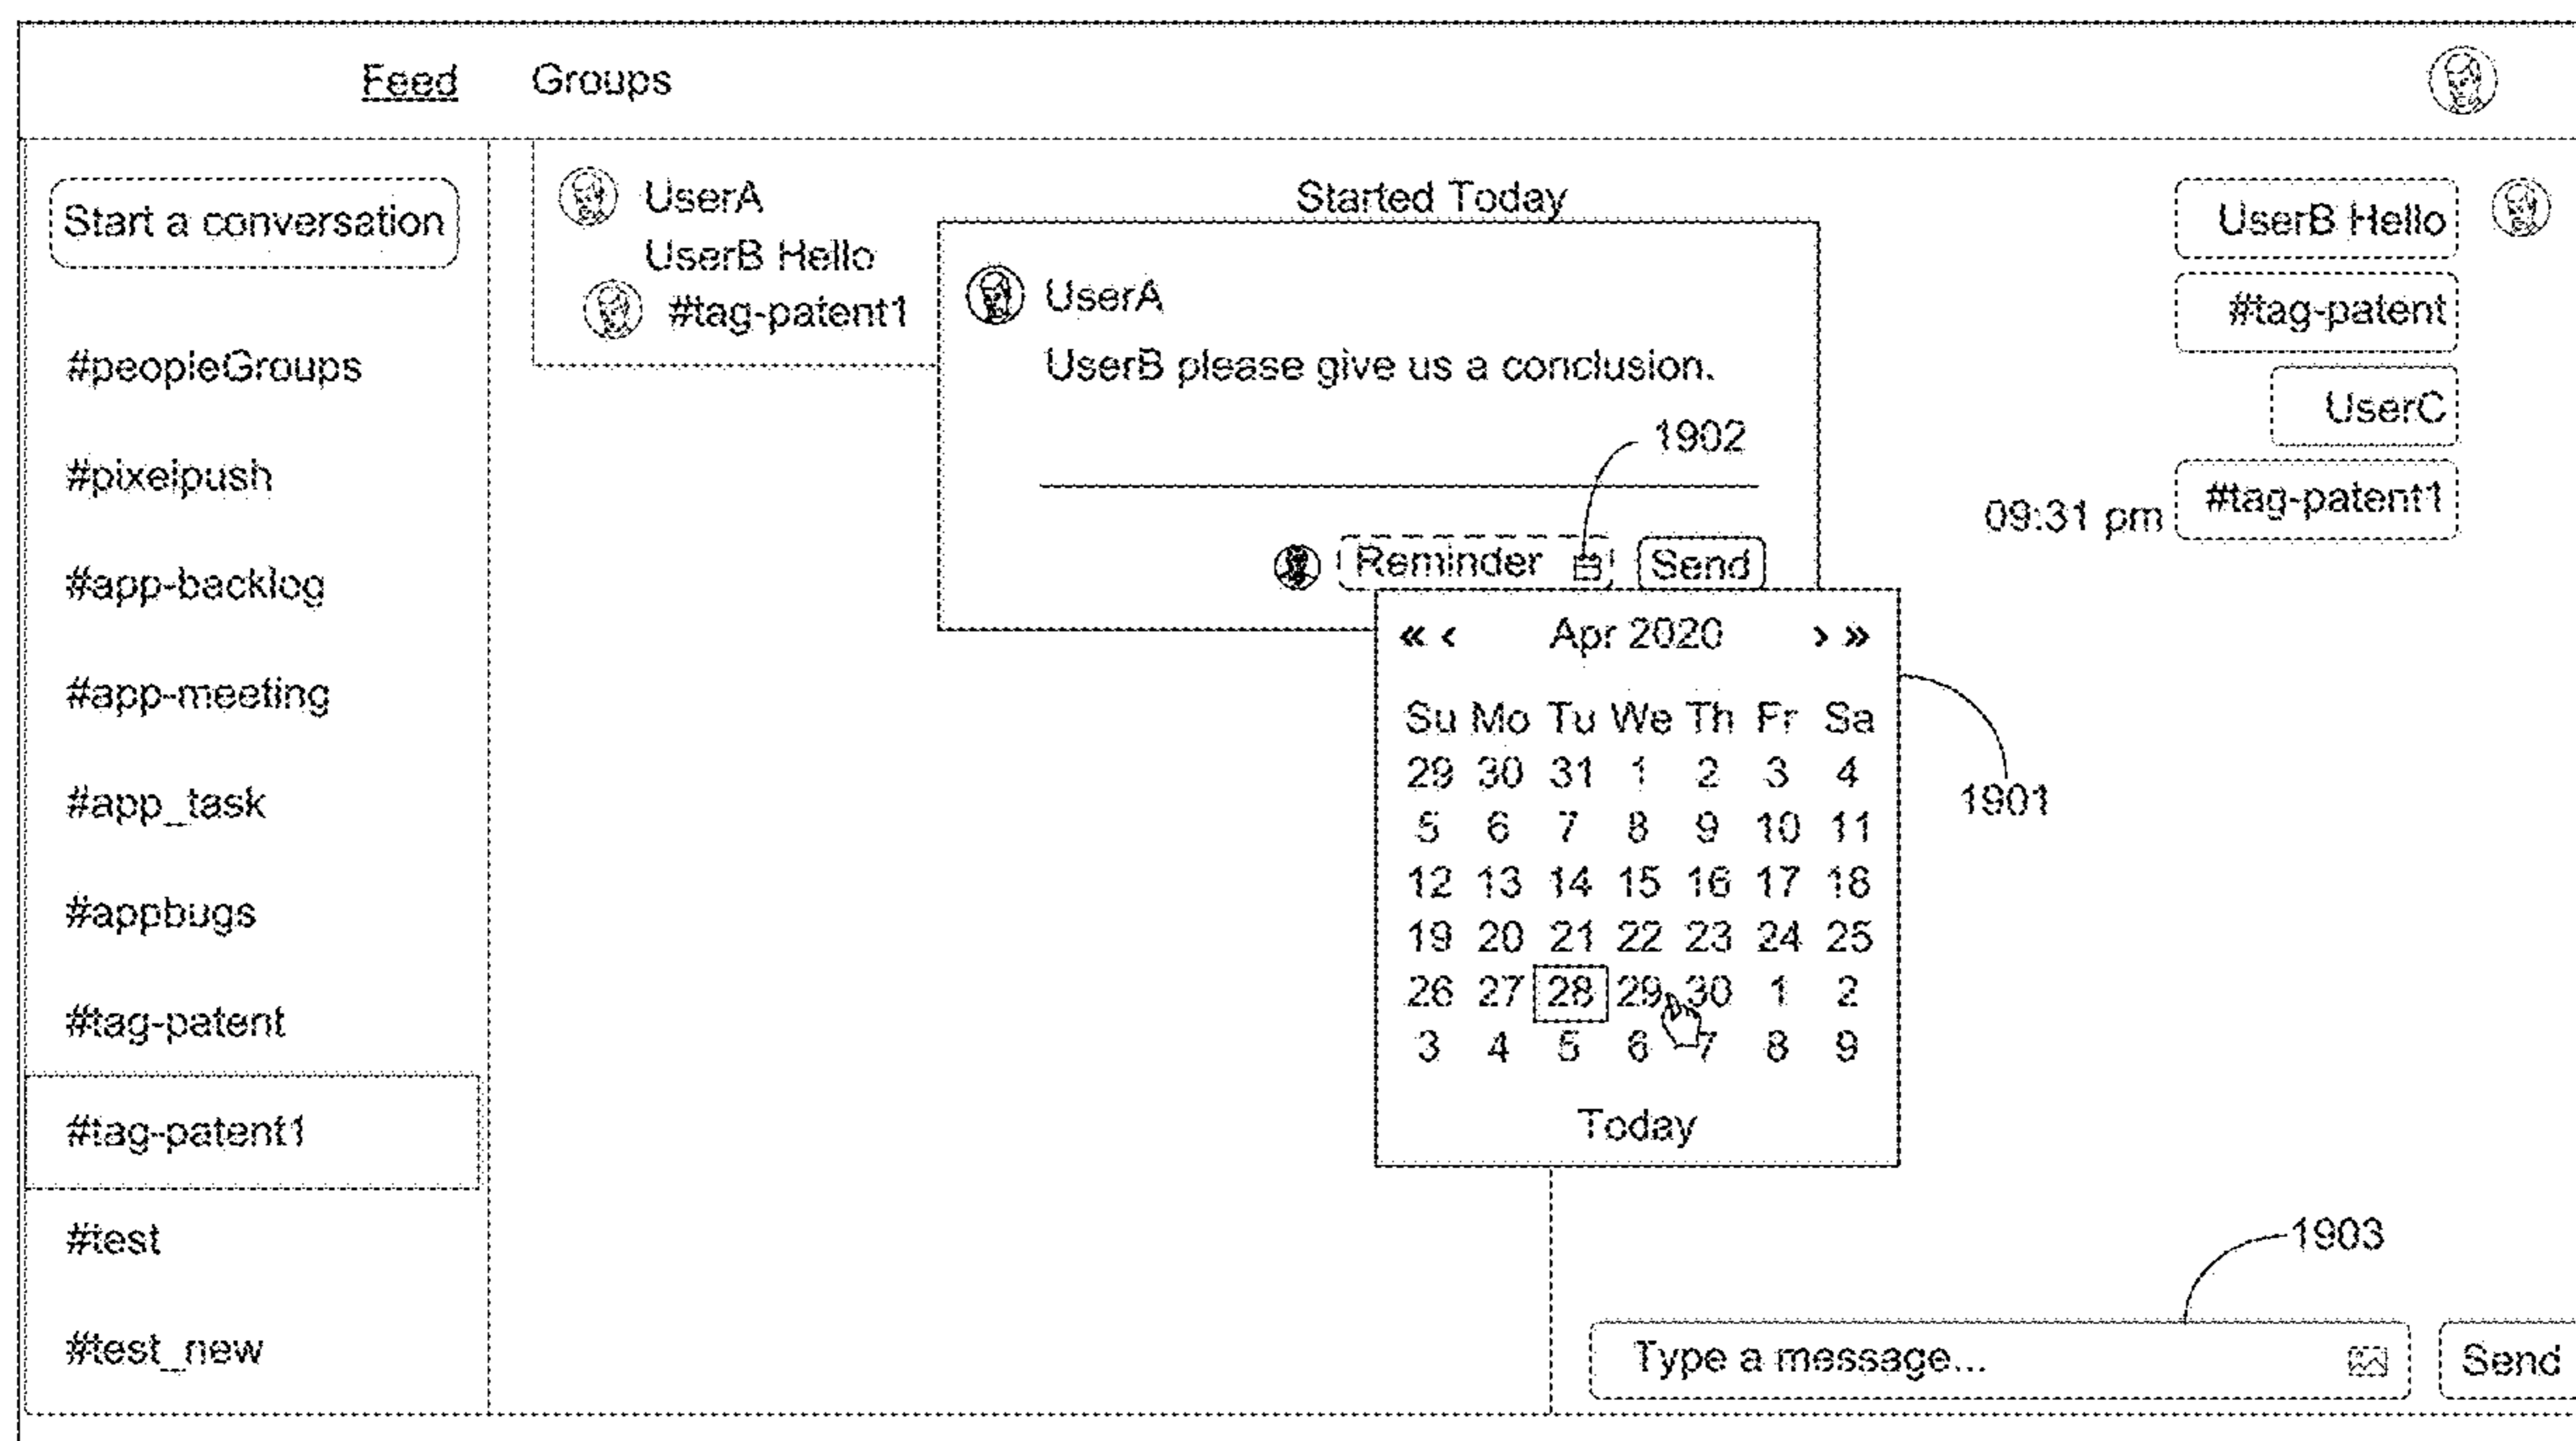 Feed Groups
Start a conversation
#peopleGroups
#pixelpush
#app-backlog
#app-meeting
#app_task
#appbugs
#tag-patent
#tag-patent1
#test
#test_new
UserA
UserB Hello
#tag-patent1
Started Today
UserA
UserB please give us a conclusion.
1902
Reminder Send
« ‹ Apr 2020 › »
Su Mo Tu We Th Fr Sa
29 30 31 1 2 3 4
5 6 7 8 9 10 11
12 13 14 15 16 17 18
19 20 21 22 23 24 25
26 27 28 29 30 1 2
3 4 5 6 7 8 9
Today
1901
UserB Hello
#tag-patent
UserC
09:31 pm #tag-patent1
1903
Type a message... Send